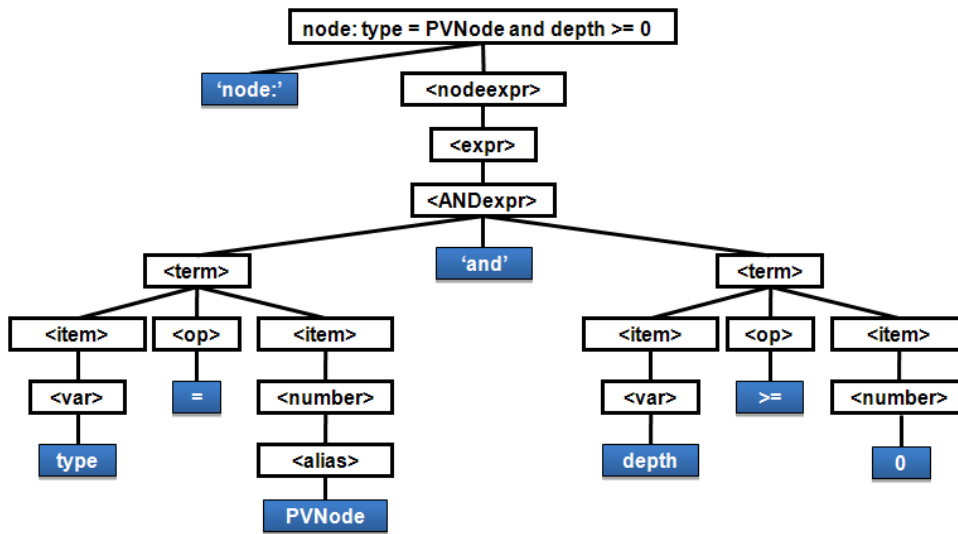 node: type = PVNode and depth >= 0
‘node:’
<nodeexpr>
<expr>
<ANDexpr>
<term> ‘and’ <term>
<item> <op> <item> <item> <op> <item>
<var> = <number> <var> >= <number>
type <alias> depth 0
PVNode